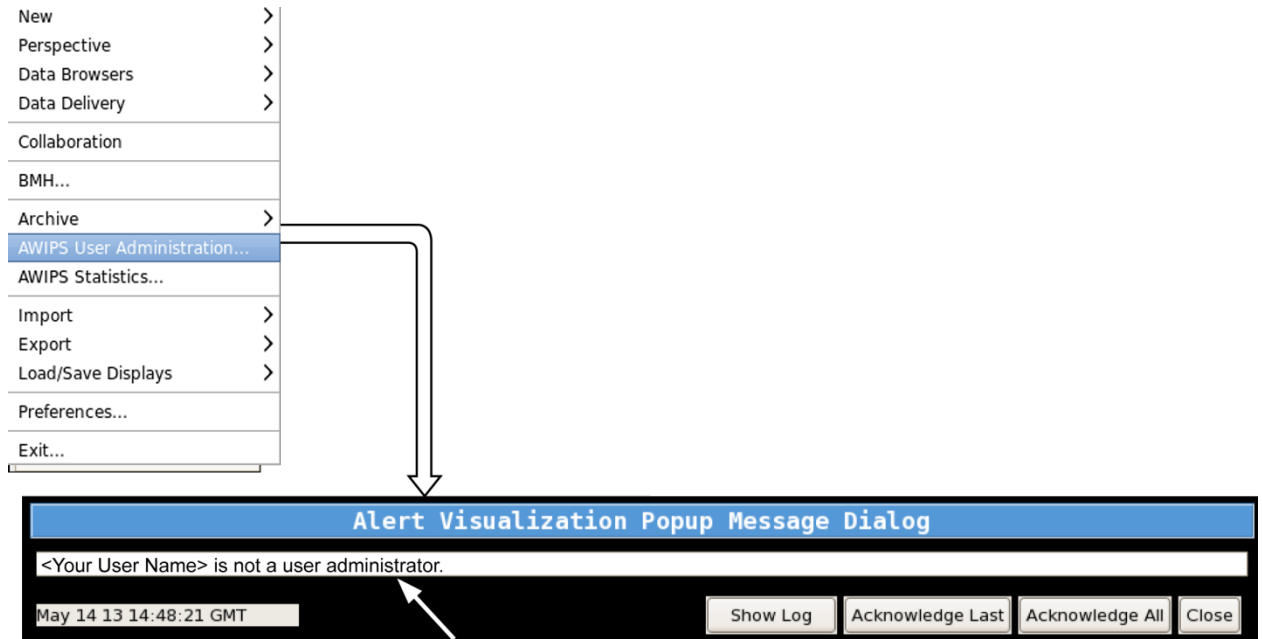 New
Perspective
Data Browsers
Data Delivery
Collaboration
BMH...
Archive
AWIPS User Administration...
AWIPS Statistics...
Import
Export
Load/Save Displays
Preferences...
Exit...
Alert Visualization Popup Message Dialog
<Your User Name> is not a user administrator.
May 14 13 14:48:21 GMT Show Log Acknowledge Last Acknowledge All Close